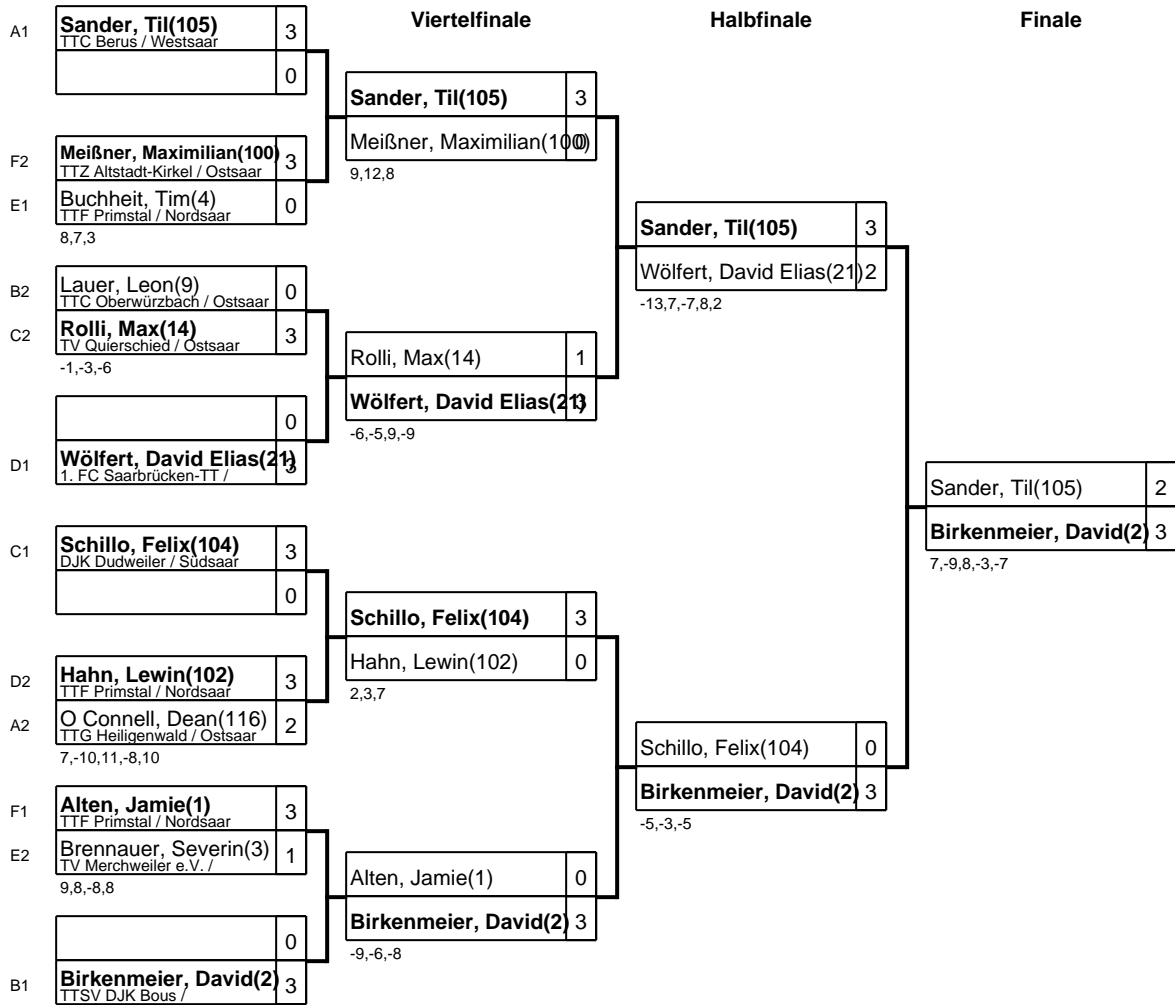 Viertelfinale
Halbfinale
Finale
A1
Sander, Til(105)
TTC Berus / Westsaar
3
0
F2
Meißner, Maximilian(100)
TTZ Altstadt-Kirkel / Ostsaar
3
E1
Buchheit, Tim(4)
TTF Primstal / Nordsaar
0
8,7,3
B2
Lauer, Leon(9)
TTC Oberwürzbach / Ostsaar
0
C2
Rolli, Max(14)
TV Quierschied / Ostsaar
3
-1,-3,-6
0
D1
Wölfert, David Elias(21)
1. FC Saarbrücken-TT /
3
C1
Schillo, Felix(104)
DJK Dudweiler / Südsaar
3
0
D2
Hahn, Lewin(102)
TTF Primstal / Nordsaar
3
A2
O Connell, Dean(116)
TTG Heiligenwald / Ostsaar
2
7,-10,11,-8,10
F1
Alten, Jamie(1)
TTF Primstal / Nordsaar
3
E2
Brennauer, Severin(3)
TV Merchweiler e.V. /
1
9,8,-8,8
0
B1
Birkenmeier, David(2)
TTSV DJK Bous /
3
Sander, Til(105)
3
Meißner, Maximilian(100)
0
9,12,8
Rolli, Max(14)
1
Wölfert, David Elias(21)
3
-6,-5,9,-9
Schillo, Felix(104)
3
Hahn, Lewin(102)
0
2,3,7
Alten, Jamie(1)
0
Birkenmeier, David(2)
3
-9,-6,-8
Sander, Til(105)
3
Wölfert, David Elias(21)
2
-13,7,-7,8,2
Schillo, Felix(104)
0
Birkenmeier, David(2)
3
-5,-3,-5
Sander, Til(105)
2
Birkenmeier, David(2)
3
7,-9,8,-3,-7